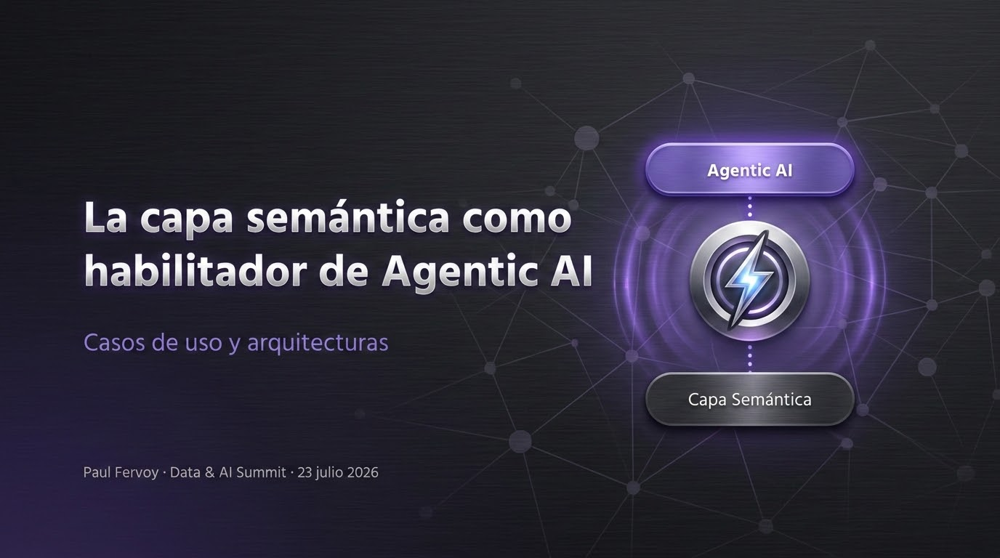 La capa semántica como
habilitador de Agentic AI
Casos de uso y arquitecturas
Paul Fervoy · Data & AI Summit · 23 julio 2026
Agentic AI
Capa Semántica